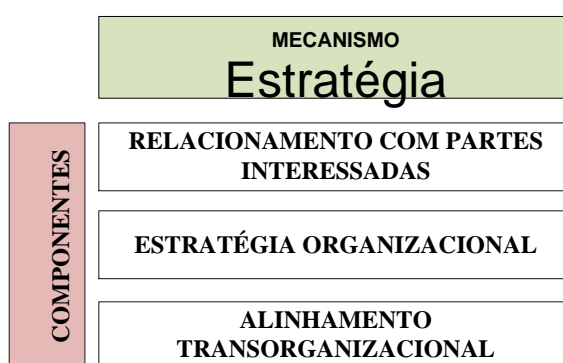 MECANISMO
Estratégia
COMPONENTES
RELACIONAMENTO COM PARTES
INTERESSADAS
ESTRATÉGIA ORGANIZACIONAL
ALINHAMENTO
TRANSORGANIZACIONAL